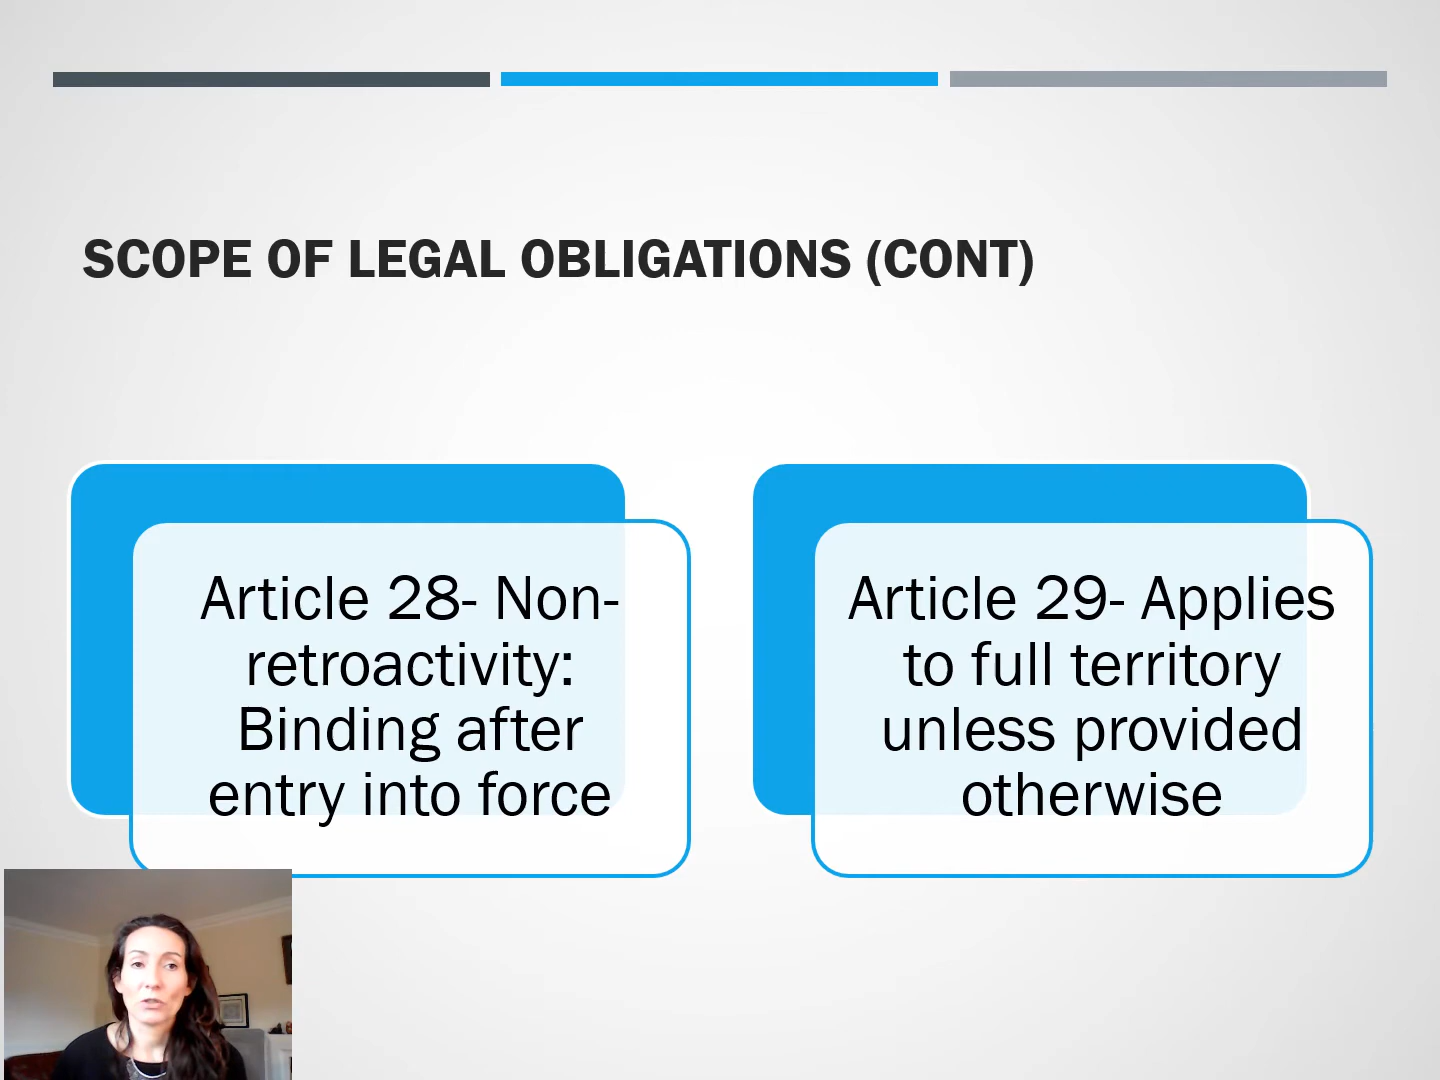 SCOPE OF LEGAL OBLIGATIONS (CONT)
Article 28- Non-
retroactivity:
Binding after
entry into force
Article 29- Applies
to full territory
unless provided
otherwise